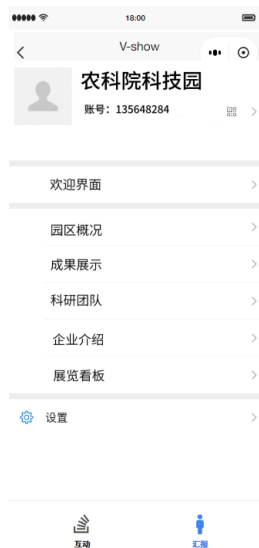 18:00
V-show
农科院科技园
账号：135648284
欢迎界面
园区概况
成果展示
科研团队
企业介绍
展览看板
设置
互动
汇报